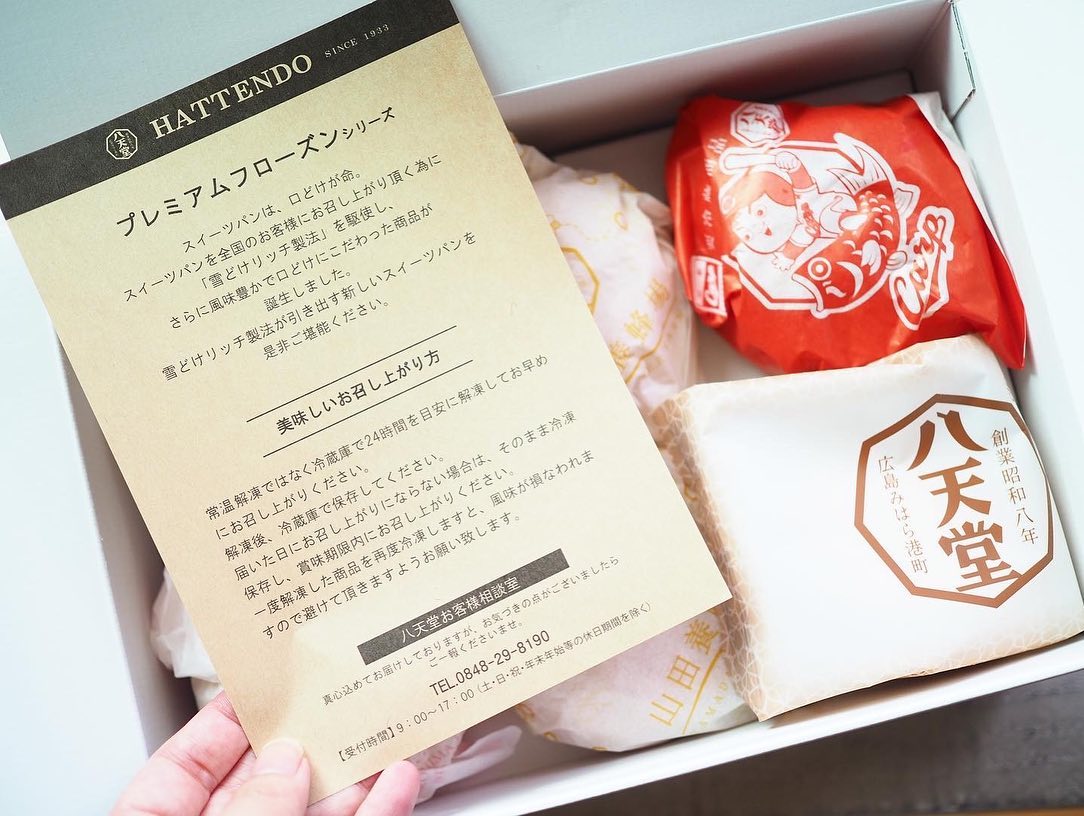 八天堂
HATTENDO
SINCE 1933
プレミアムフローズンシリーズ
スイーツパンは、口どけが命。
スイーツパンを全国のお客様にお召し上がり頂く為に
「雪どけリッチ製法」を駆使し、
さらに風味豊かで口どけにこだわった商品が
誕生しました。
雪どけリッチ製法が引き出す新しいスイーツパンを
是非ご堪能ください。
美味しいお召し上がり方
常温解凍ではなく冷蔵庫で24時間を目安に解凍してお早め
にお召し上がりください。
解凍後、冷蔵庫で保存してください。
届いた日にお召し上がりにならない場合は、そのまま冷凍
保存し、賞味期限内にお召し上がりください。
一度解凍した商品を再度冷凍しますと、風味が損なわれま
すので避けて頂きますようお願い致します。
八天堂お客様相談室
真心込めてお届けしておりますが、お気づきの点がございましたら
ご一報くださいませ。
TEL.0848-29-8190
【受付時間】9：00〜17：00（土・日・祝・年末年始等の休日期間を除く）
Carp
創業昭和八年
八天堂
広島みはら港町
養蜂場
山田養